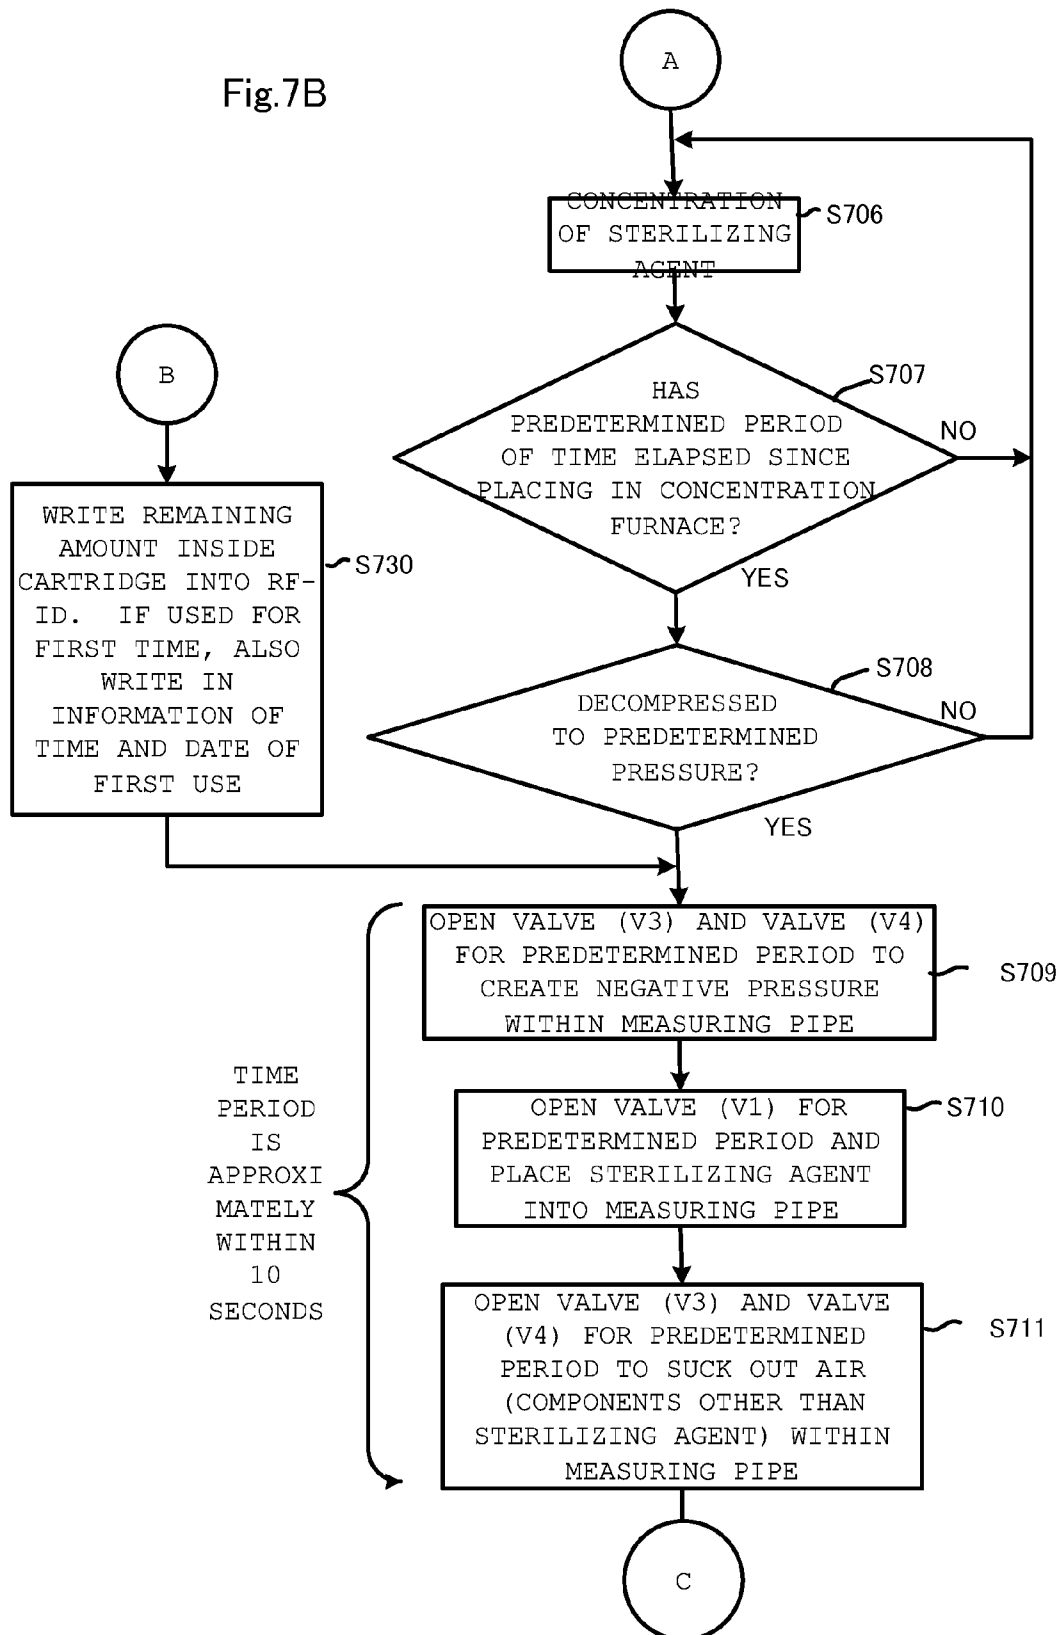 Fig.7B
A
CONCENTRATION
OF STERILIZING
AGENT
S706
HAS
PREDETERMINED PERIOD
OF TIME ELAPSED SINCE
PLACING IN CONCENTRATION
FURNACE?
S707
NO
YES
B
WRITE REMAINING
AMOUNT INSIDE
CARTRIDGE INTO RF-
ID. IF USED FOR
FIRST TIME, ALSO
WRITE IN
INFORMATION OF
TIME AND DATE OF
FIRST USE
S730
DECOMPRESSED
TO PREDETERMINED
PRESSURE?
S708
NO
YES
OPEN VALVE (V3) AND VALVE (V4)
FOR PREDETERMINED PERIOD TO
CREATE NEGATIVE PRESSURE
WITHIN MEASURING PIPE
S709
TIME
PERIOD
IS
APPROXI
MATELY
WITHIN
10
SECONDS
OPEN VALVE (V1) FOR
PREDETERMINED PERIOD AND
PLACE STERILIZING AGENT
INTO MEASURING PIPE
S710
OPEN VALVE (V3) AND VALVE
(V4) FOR PREDETERMINED
PERIOD TO SUCK OUT AIR
(COMPONENTS OTHER THAN
STERILIZING AGENT) WITHIN
MEASURING PIPE
S711
C